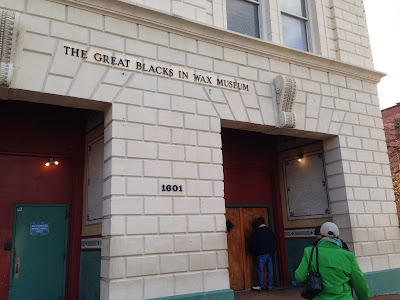 THE GREAT BLACKS IN WAX MUSEUM
1601